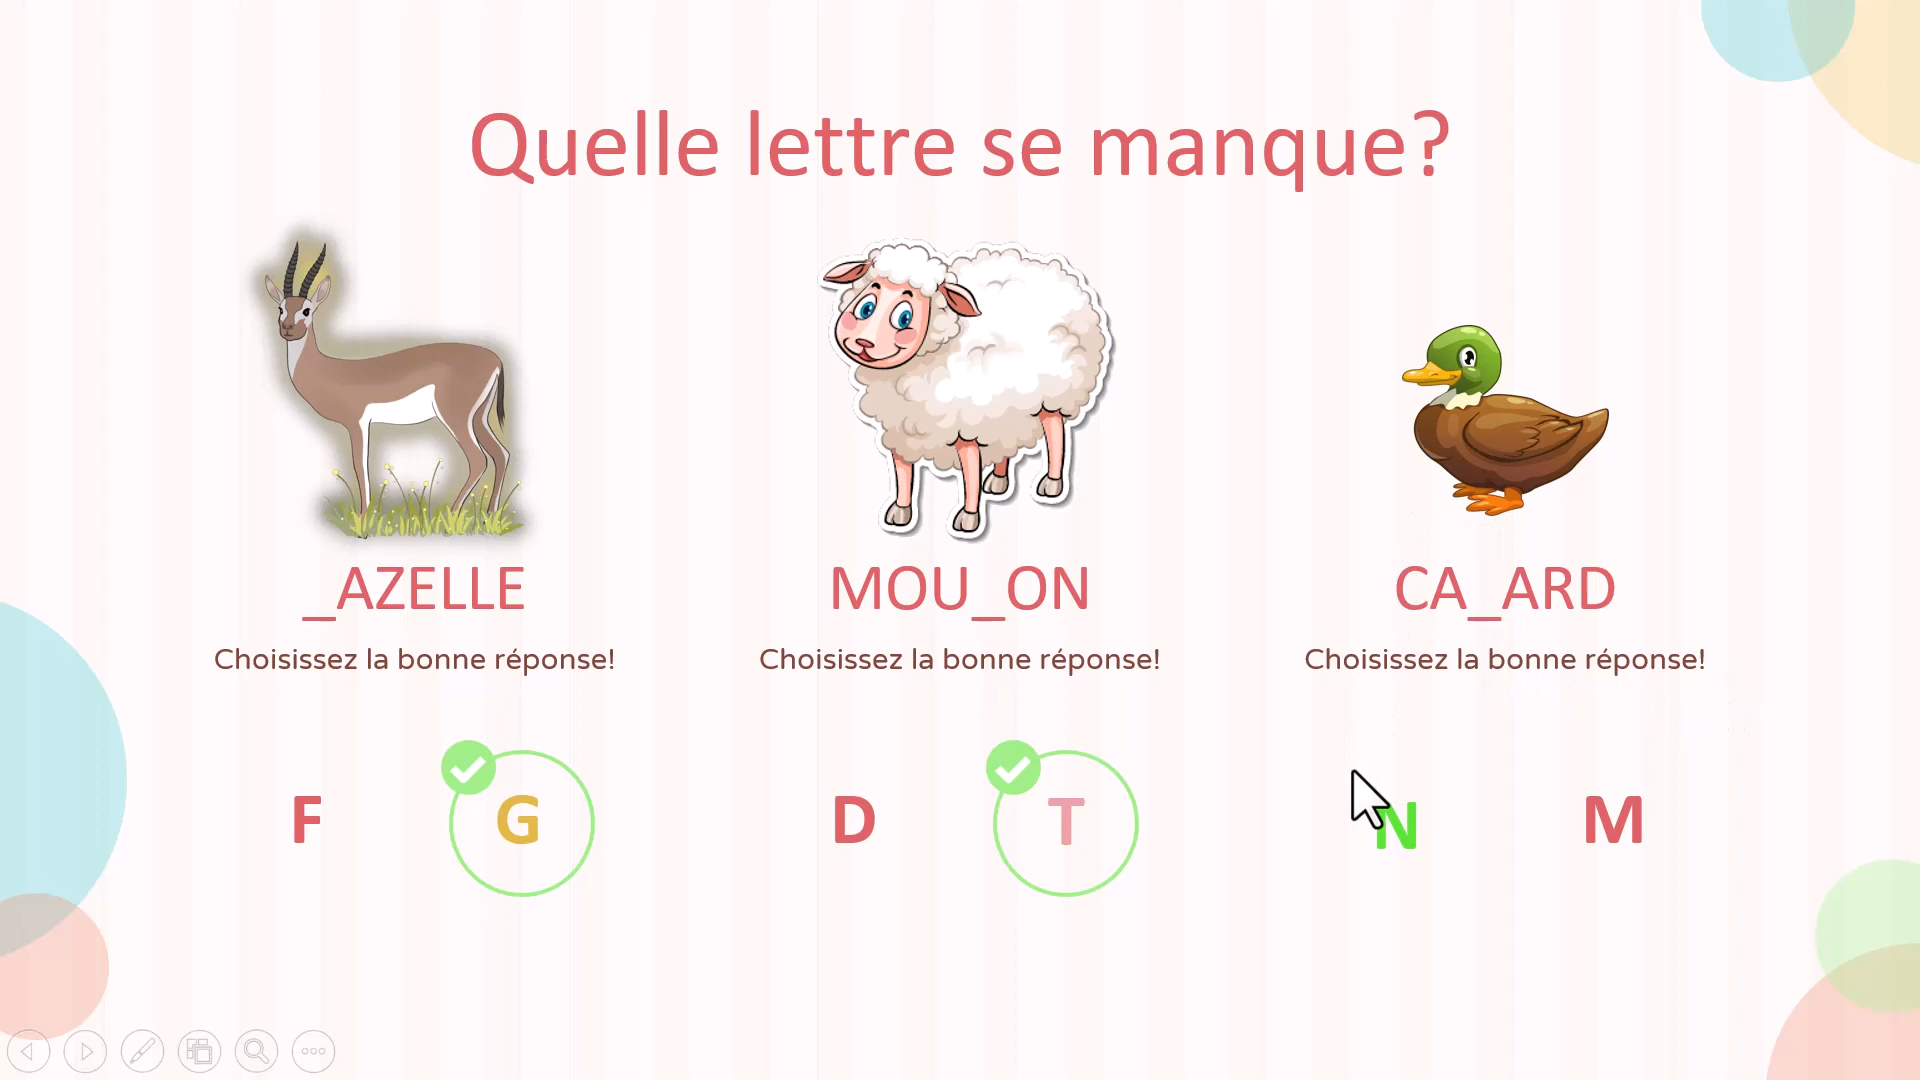 Quelle lettre se manque?
_AZELLE
MOU_ON
CA_ARD
Choisissez la bonne réponse!
Choisissez la bonne réponse!
Choisissez la bonne réponse!
F G D T N M